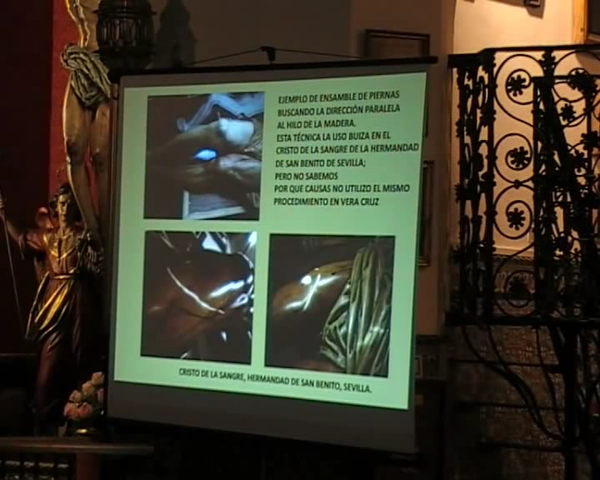 EJEMPLO DE ENSAMBLE DE PIERNAS
BUSCANDO LA DIRECCIÓN PARALELA
AL HILO DE LA MADERA.
ESTA TÉCNICA LA USO BUIZA EN EL
CRISTO DE LA SANGRE DE LA HERMANDAD
DE SAN BENITO DE SEVILLA;
PERO NO SABEMOS
POR QUE CAUSAS NO UTILIZO EL MISMO
PROCEDIMIENTO EN VERA CRUZ
CRISTO DE LA SANGRE, HERMANDAD DE SAN BENITO, SEVILLA.